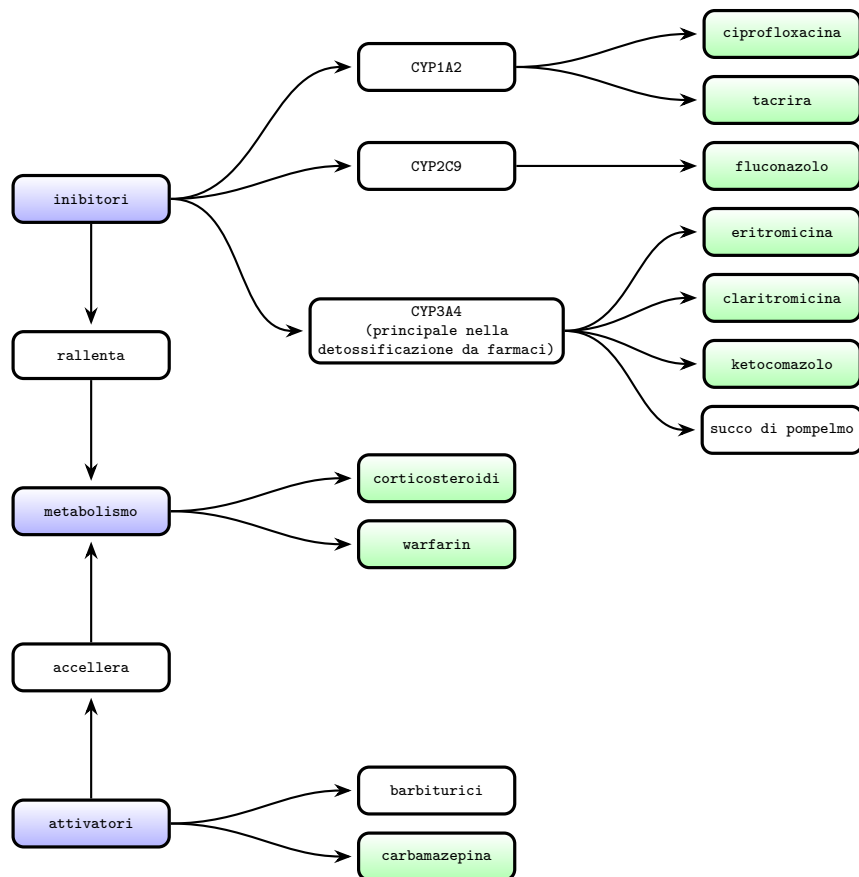 ciprofloxacina
CYP1A2
tacrira
CYP2C9
fluconazolo
inibitori
eritromicina
claritromicina
CYP3A4
(principale nella
detossificazione da farmaci)
rallenta
ketocomazolo
succo di pompelmo
corticosteroidi
metabolismo
warfarin
accellera
barbiturici
attivatori
carbamazepina